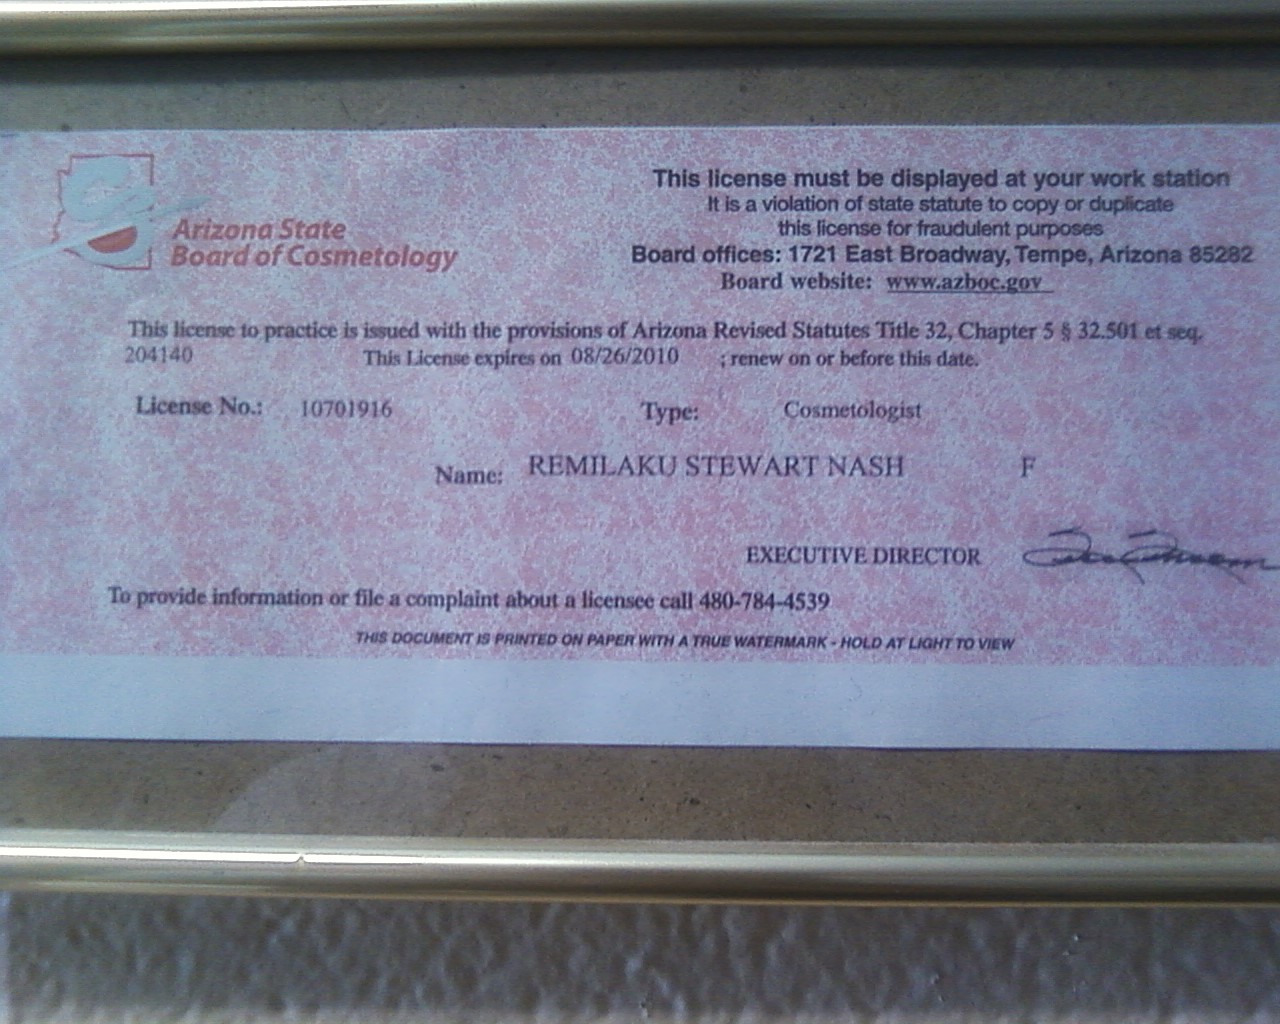 Arizona State
Board of Cosmetology
This license must be displayed at your work station
It is a violation of state statute to copy or duplicate
this license for fraudulent purposes
Board offices: 1721 East Broadway, Tempe, Arizona 85282
Board website: www.azboc.gov
This license to practice is issued with the provisions of Arizona Revised Statutes Title 32, Chapter 5 § 32.501 et seq.
204140 This License expires on 08/26/2010 ; renew on or before this date.
License No.: 10701916 Type: Cosmetologist
Name: REMILAKU STEWART NASH F
EXECUTIVE DIRECTOR
To provide information or file a complaint about a licensee call 480-784-4539
THIS DOCUMENT IS PRINTED ON PAPER WITH A TRUE WATERMARK - HOLD AT LIGHT TO VIEW